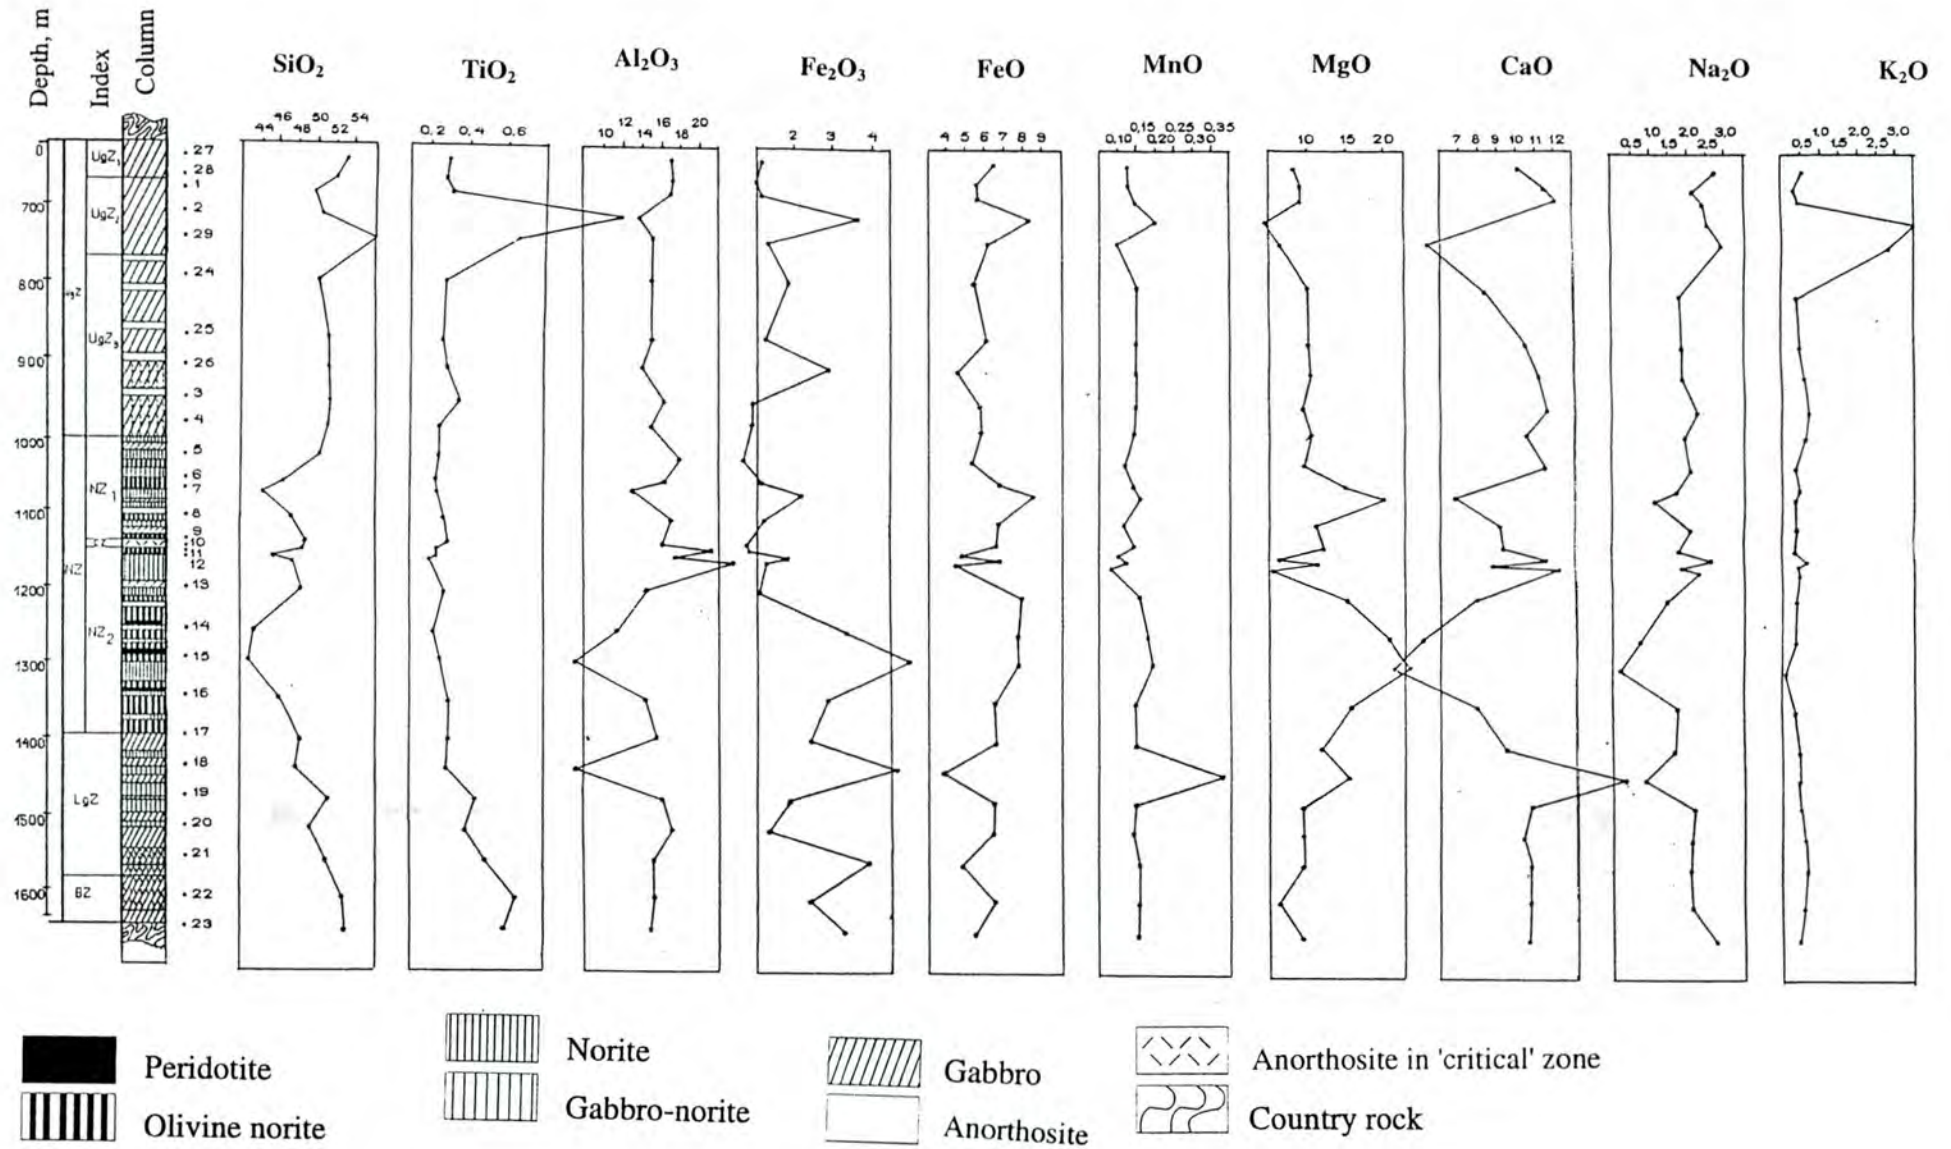 Depth, m
Index
Column
SiO₂
TiO₂
Al₂O₃
Fe₂O₃
FeO
MnO
MgO
CaO
Na₂O
K₂O
44 46 48 50 52 54
0,2 0,4 0,6
10 12 14 16 18 20
2 3 4
4 5 6 7 8 9
0,10 0,15 0,20 0,25 0,30 0,35
10 15 20
7 8 9 10 11 12
0,5 1,0 1,5 2,0 2,5 3,0
0,5 1,0 1,5 2,0 2,5 3,0
0
700
800
900
1000
1100
1200
1300
1400
1500
1600
UgZ₁
UgZ₂
UgZ₃
NZ₁
NZ
NZ₂
LgZ
BZ
27
28
1
2
29
24
25
26
3
4
5
6
7
8
9
10
11
12
13
14
15
16
17
18
19
20
21
22
23
Peridotite
Olivine norite
Norite
Gabbro-norite
Gabbro
Anorthosite
Anorthosite in 'critical' zone
Country rock